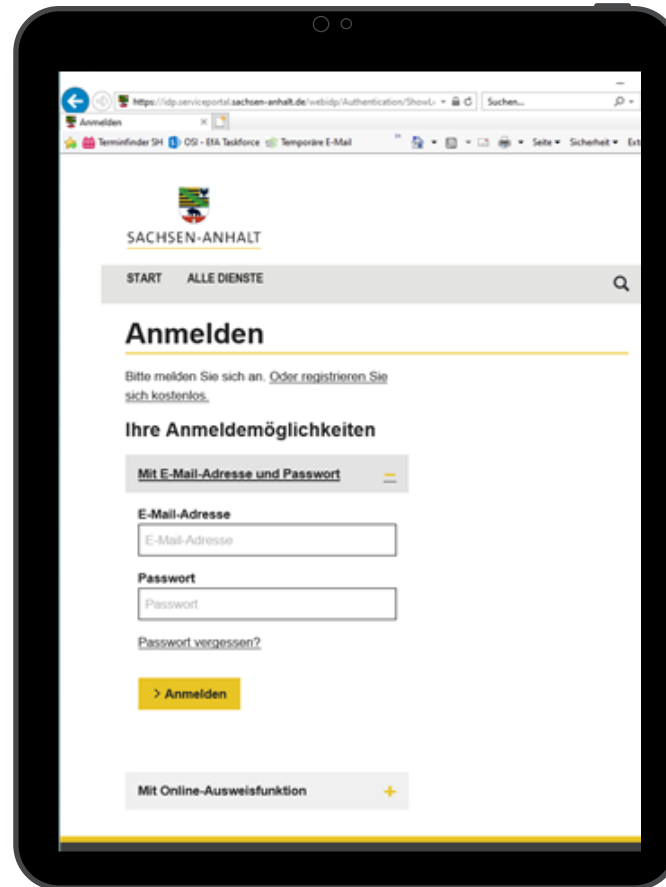 https://idp.serviceportal.sachsen-anhalt.de/webidp/Authentication/ShowL
Suchen...
Anmelden
Terminfinder SH OSI - EfA Taskforce Temporäre E-Mail
Seite Sicherheit
SACHSEN-ANHALT
START ALLE DIENSTE
Anmelden
Bitte melden Sie sich an. Oder registrieren Sie
sich kostenlos.
Ihre Anmeldemöglichkeiten
Mit E-Mail-Adresse und Passwort
E-Mail-Adresse
E-Mail-Adresse
Passwort
Passwort
Passwort vergessen?
> Anmelden
Mit Online-Ausweisfunktion